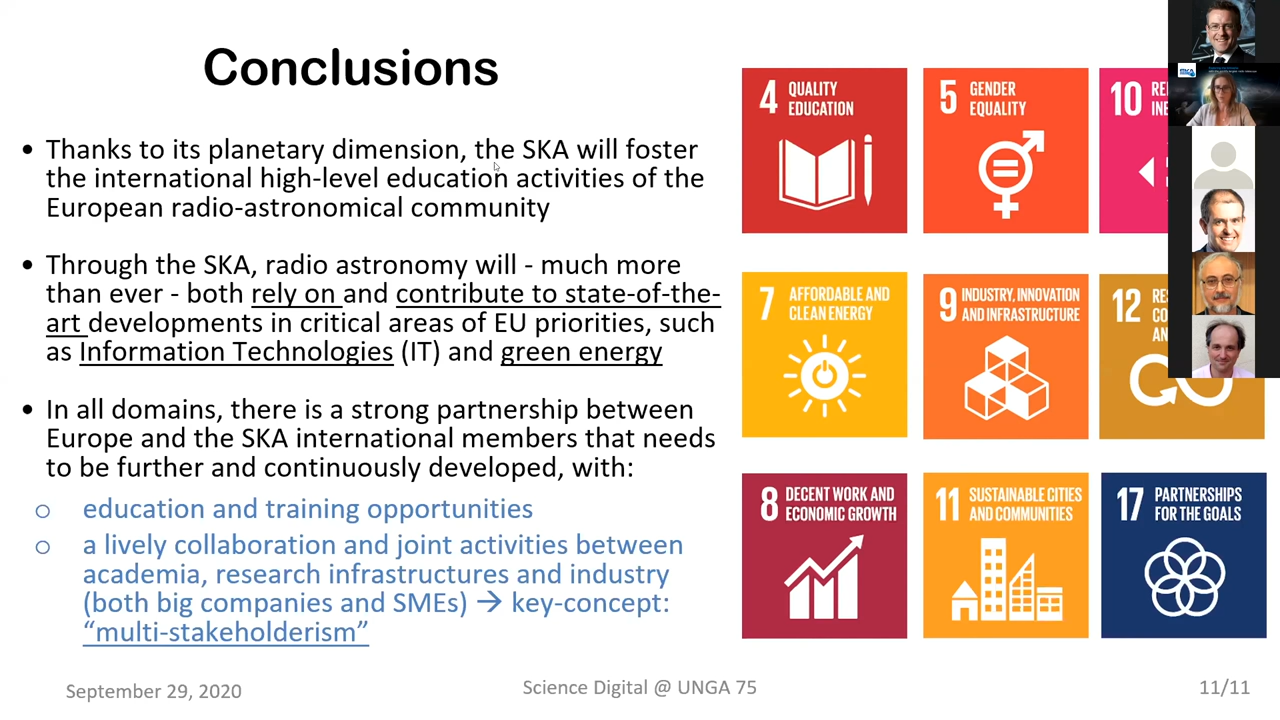 Conclusions
• Thanks to its planetary dimension, the SKA will foster
the international high-level education activities of the
European radio-astronomical community
• Through the SKA, radio astronomy will - much more
than ever - both rely on and contribute to state-of-the-
art developments in critical areas of EU priorities, such
as Information Technologies (IT) and green energy
• In all domains, there is a strong partnership between
Europe and the SKA international members that needs
to be further and continuously developed, with:
o education and training opportunities
o a lively collaboration and joint activities between
academia, research infrastructures and industry
(both big companies and SMEs) → key-concept:
“multi-stakeholderism”
4 QUALITY
EDUCATION
5 GENDER
EQUALITY
10
7 AFFORDABLE AND
CLEAN ENERGY
9 INDUSTRY, INNOVATION
AND INFRASTRUCTURE
12
8 DECENT WORK AND
ECONOMIC GROWTH
11 SUSTAINABLE CITIES
AND COMMUNITIES
17 PARTNERSHIPS
FOR THE GOALS
September 29, 2020
Science Digital @ UNGA 75
11/11